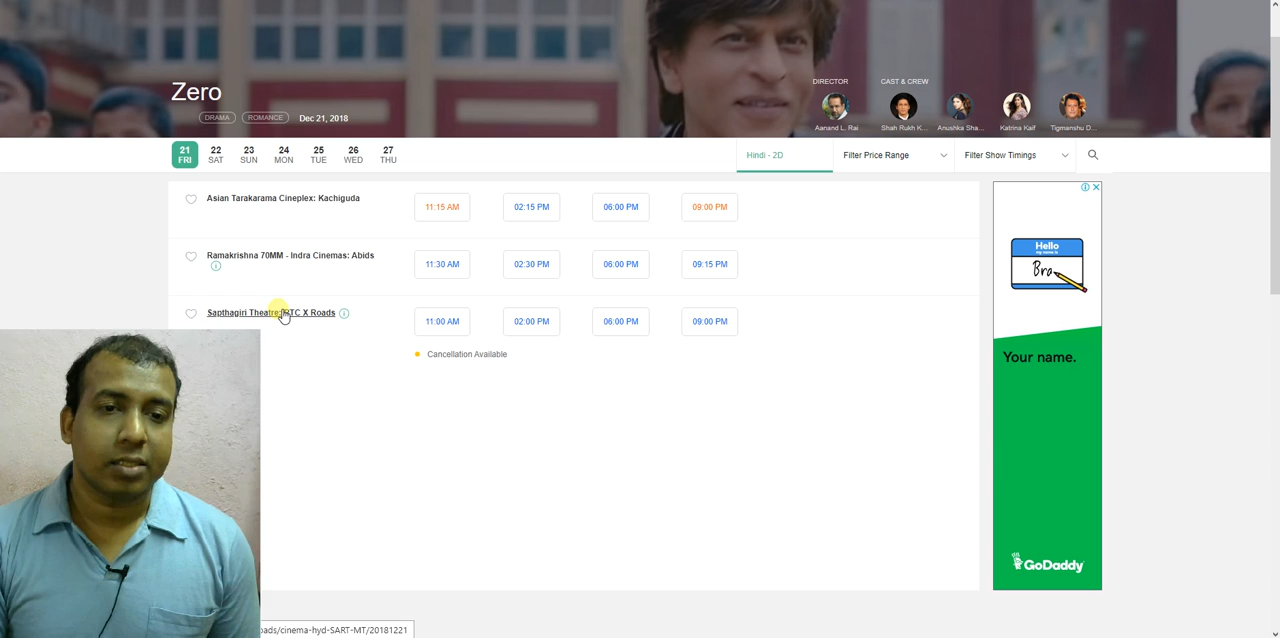 Zero
DRAMA
ROMANCE
Dec 21, 2018
DIRECTOR
CAST & CREW
Aanand L. Rai
Shah Rukh K...
Anushka Sha...
Katrina Kaif
Tigmanshu D...
21 FRI
22 SAT
23 SUN
24 MON
25 TUE
26 WED
27 THU
Hindi - 2D
Filter Price Range
Filter Show Timings
Asian Tarakarama Cineplex: Kachiguda
11:15 AM
02:15 PM
06:00 PM
09:00 PM
Ramakrishna 70MM - Indra Cinemas: Abids
11:30 AM
02:30 PM
06:00 PM
09:15 PM
Sapthagiri Theatre: RTC X Roads
11:00 AM
02:00 PM
06:00 PM
09:00 PM
Cancellation Available
Hello
my name is
Bra
Your name.
GoDaddy
oads/cinema-hyd-SART-MT/20181221